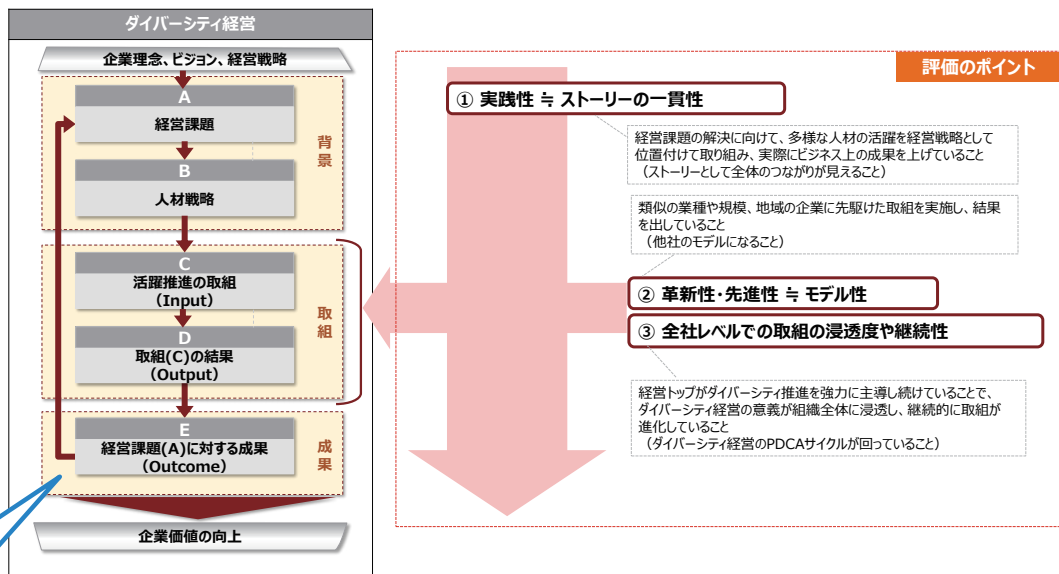 ダイバーシティ経営
企業理念、ビジョン、経営戦略
A
経営課題
背景
B
人材戦略
C
活躍推進の取組
(Input)
取組
D
取組(C)の結果
(Output)
E
経営課題(A)に対する成果
(Outcome)
成果
企業価値の向上
評価のポイント
① 実践性 ≒ ストーリーの一貫性
経営課題の解決に向けて、多様な人材の活躍を経営戦略として
位置付けて取り組み、実際にビジネス上の成果を上げていること
（ストーリーとして全体のつながりが見えること）
類似の業種や規模、地域の企業に先駆けた取組を実施し、結果
を出していること
（他社のモデルになること）
② 革新性・先進性 ≒ モデル性
③ 全社レベルでの取組の浸透度や継続性
経営トップがダイバーシティ推進を強力に主導し続けていることで、
ダイバーシティ経営の意義が組織全体に浸透し、継続的に取組が
進化していること
（ダイバーシティ経営のPDCAサイクルが回っていること）